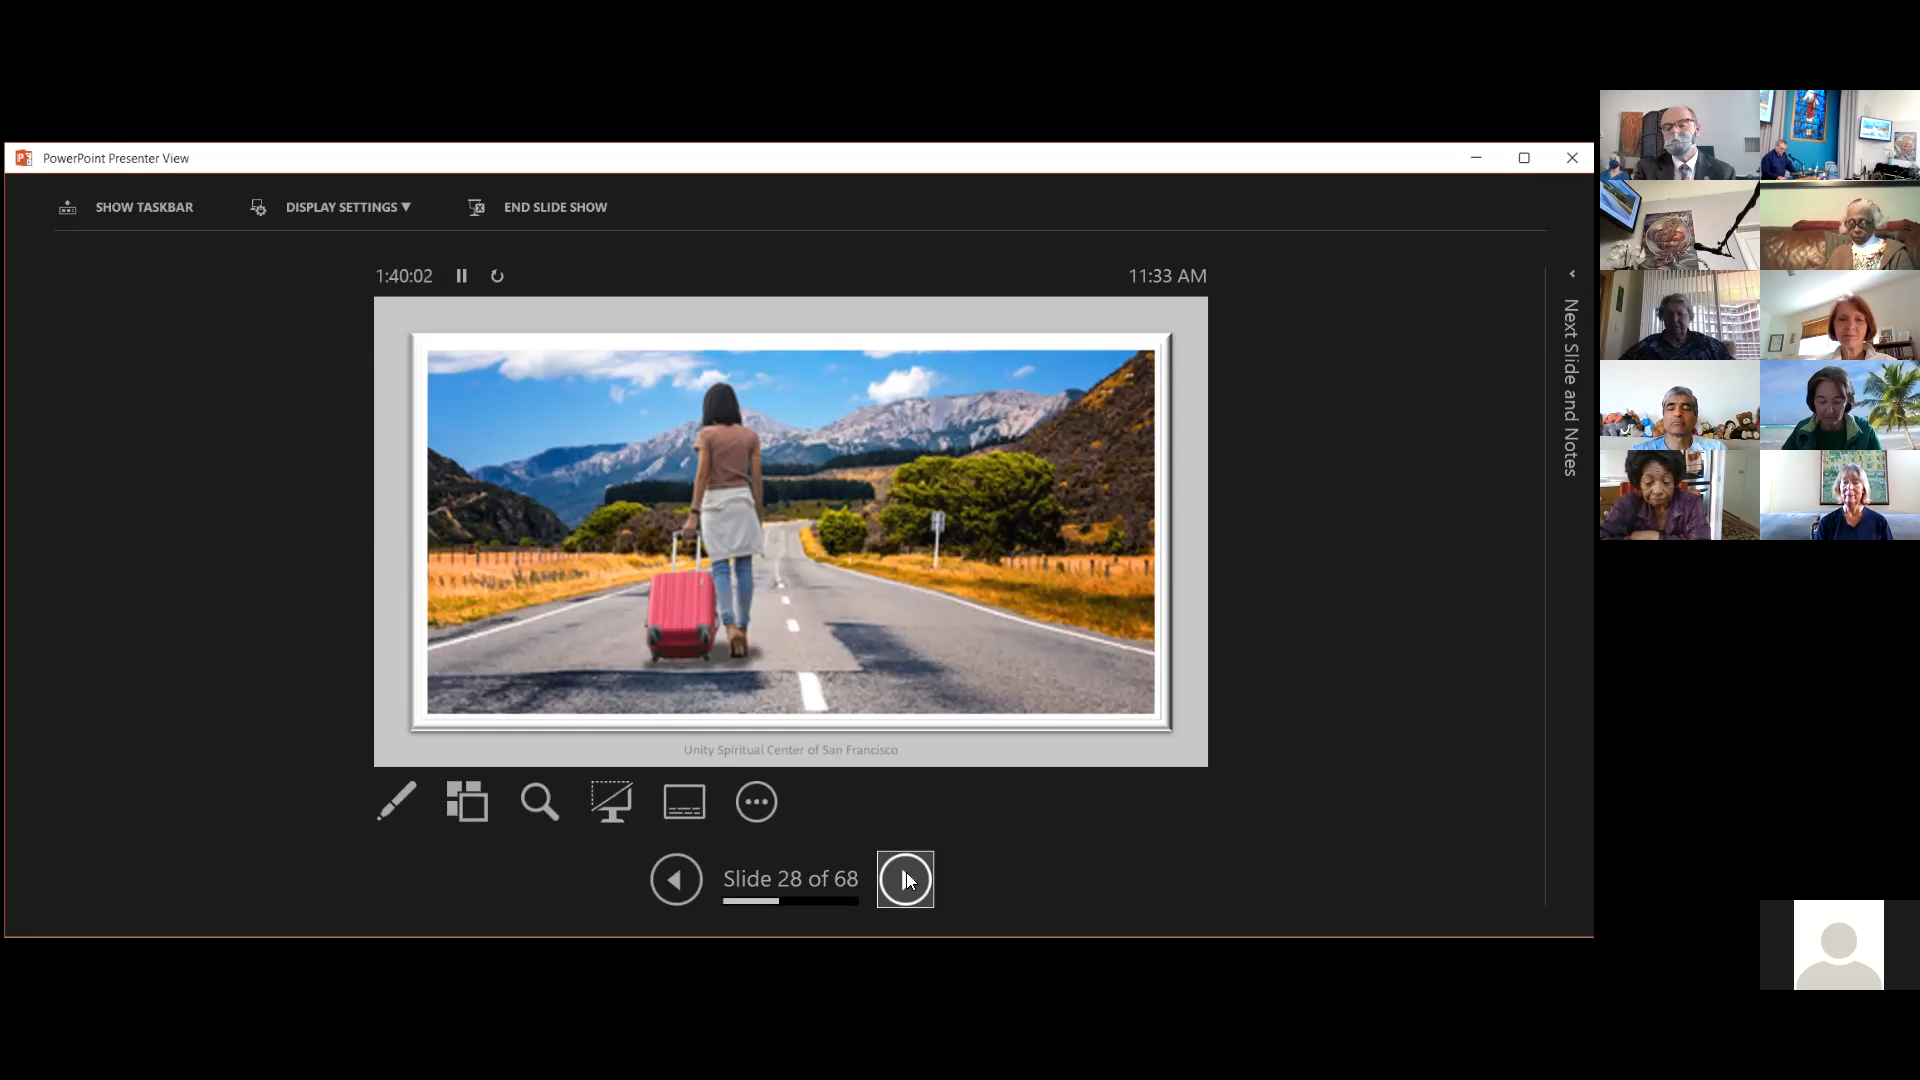 PowerPoint Presenter View
SHOW TASKBAR
DISPLAY SETTINGS ▼
END SLIDE SHOW
1:40:02
11:33 AM
Next Slide and Notes
Unity Spiritual Center of San Francisco
Slide 28 of 68